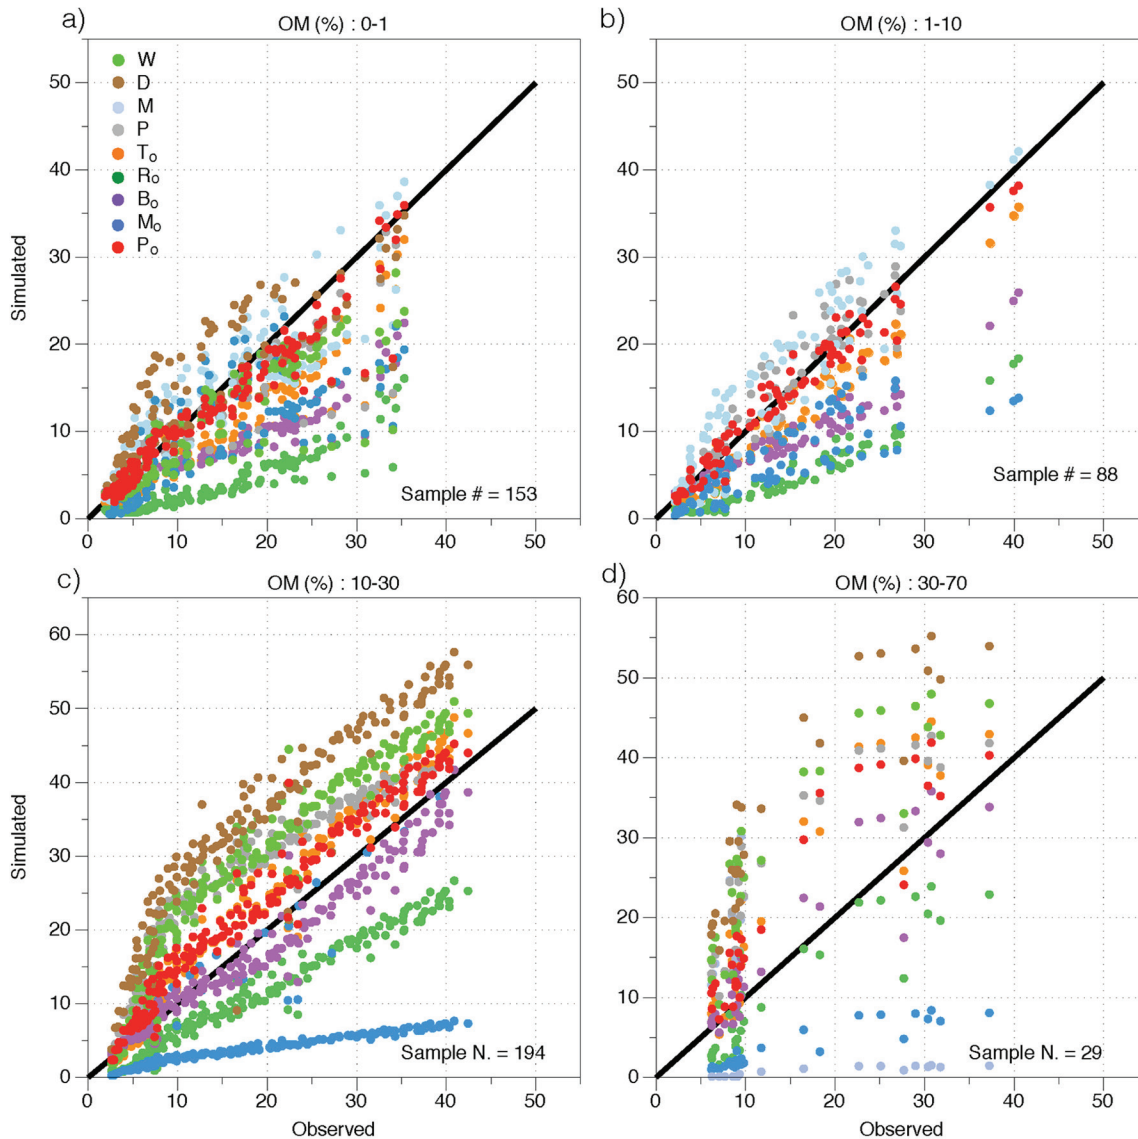 a) OM (%) : 0-1
W
D
M
P
To
Ro
Bo
Mo
Po
50
40
30
20
10
0
Simulated
Sample # = 153
0 10 20 30 40 50
b) OM (%) : 1-10
50
40
30
20
10
0
Simulated
Sample # = 88
0 10 20 30 40 50
c) OM (%) : 10-30
60
50
40
30
20
10
0
Simulated
Sample N. = 194
0 10 20 30 40 50
Observed
d) OM (%) : 30-70
60
50
40
30
20
10
0
Simulated
Sample N. = 29
0 10 20 30 40 50
Observed